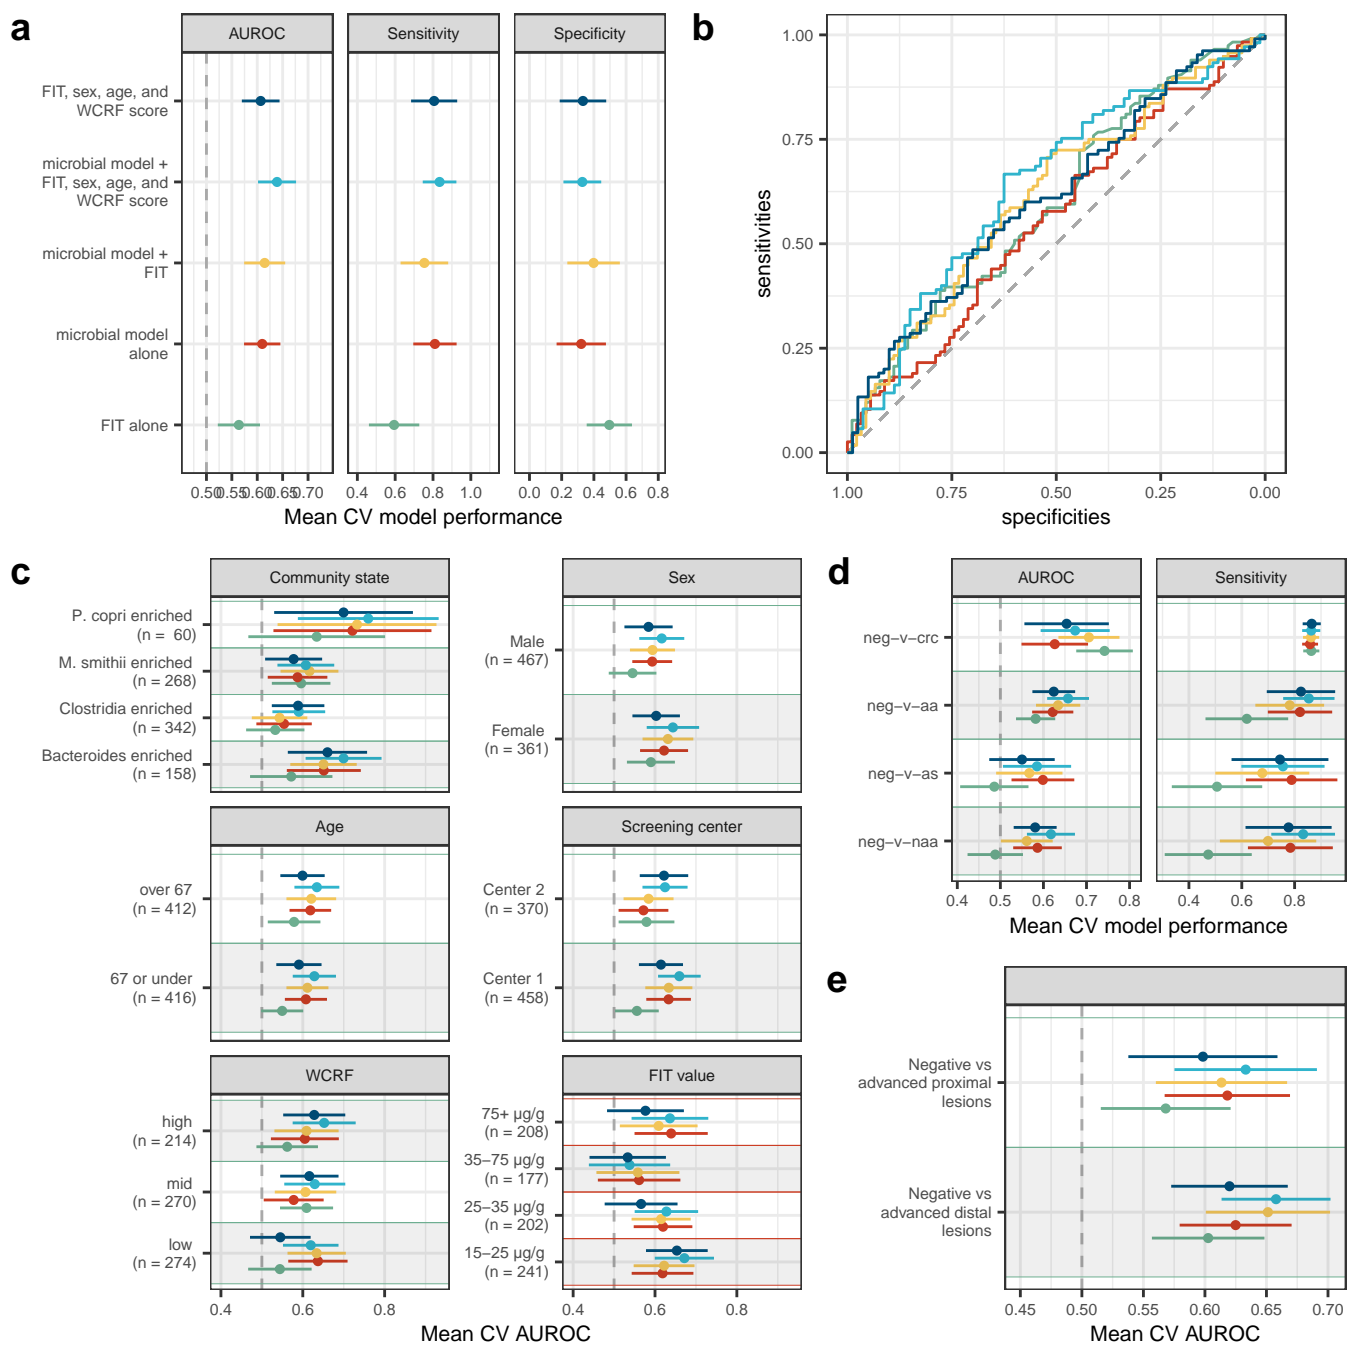 a
AUROC
Sensitivity
Specificity
FIT, sex, age, and
WCRF score
microbial model +
FIT, sex, age, and
WCRF score
microbial model +
FIT
microbial model
alone
FIT alone
0.50 0.55 0.60 0.65 0.70
0.4 0.6 0.8 1.0
0.0 0.2 0.4 0.6 0.8
Mean CV model performance
b
1.00
0.75
0.50
0.25
0.00
sensitivities
1.00 0.75 0.50 0.25 0.00
specificities
c
Community state
P. copri enriched
(n = 60)
M. smithii enriched
(n = 268)
Clostridia enriched
(n = 342)
Bacteroides enriched
(n = 158)
Sex
Male
(n = 467)
Female
(n = 361)
Age
over 67
(n = 412)
67 or under
(n = 416)
Screening center
Center 2
(n = 370)
Center 1
(n = 458)
WCRF
high
(n = 214)
mid
(n = 270)
low
(n = 274)
0.4 0.6 0.8
FIT value
75+ µg/g
(n = 208)
35−75 µg/g
(n = 177)
25−35 µg/g
(n = 202)
15−25 µg/g
(n = 241)
0.4 0.6 0.8
Mean CV AUROC
d
AUROC
Sensitivity
neg−v−crc
neg−v−aa
neg−v−as
neg−v−naa
0.4 0.5 0.6 0.7 0.8
0.4 0.6 0.8
Mean CV model performance
e
Negative vs
advanced proximal
lesions
Negative vs
advanced distal
lesions
0.45 0.50 0.55 0.60 0.65 0.70
Mean CV AUROC